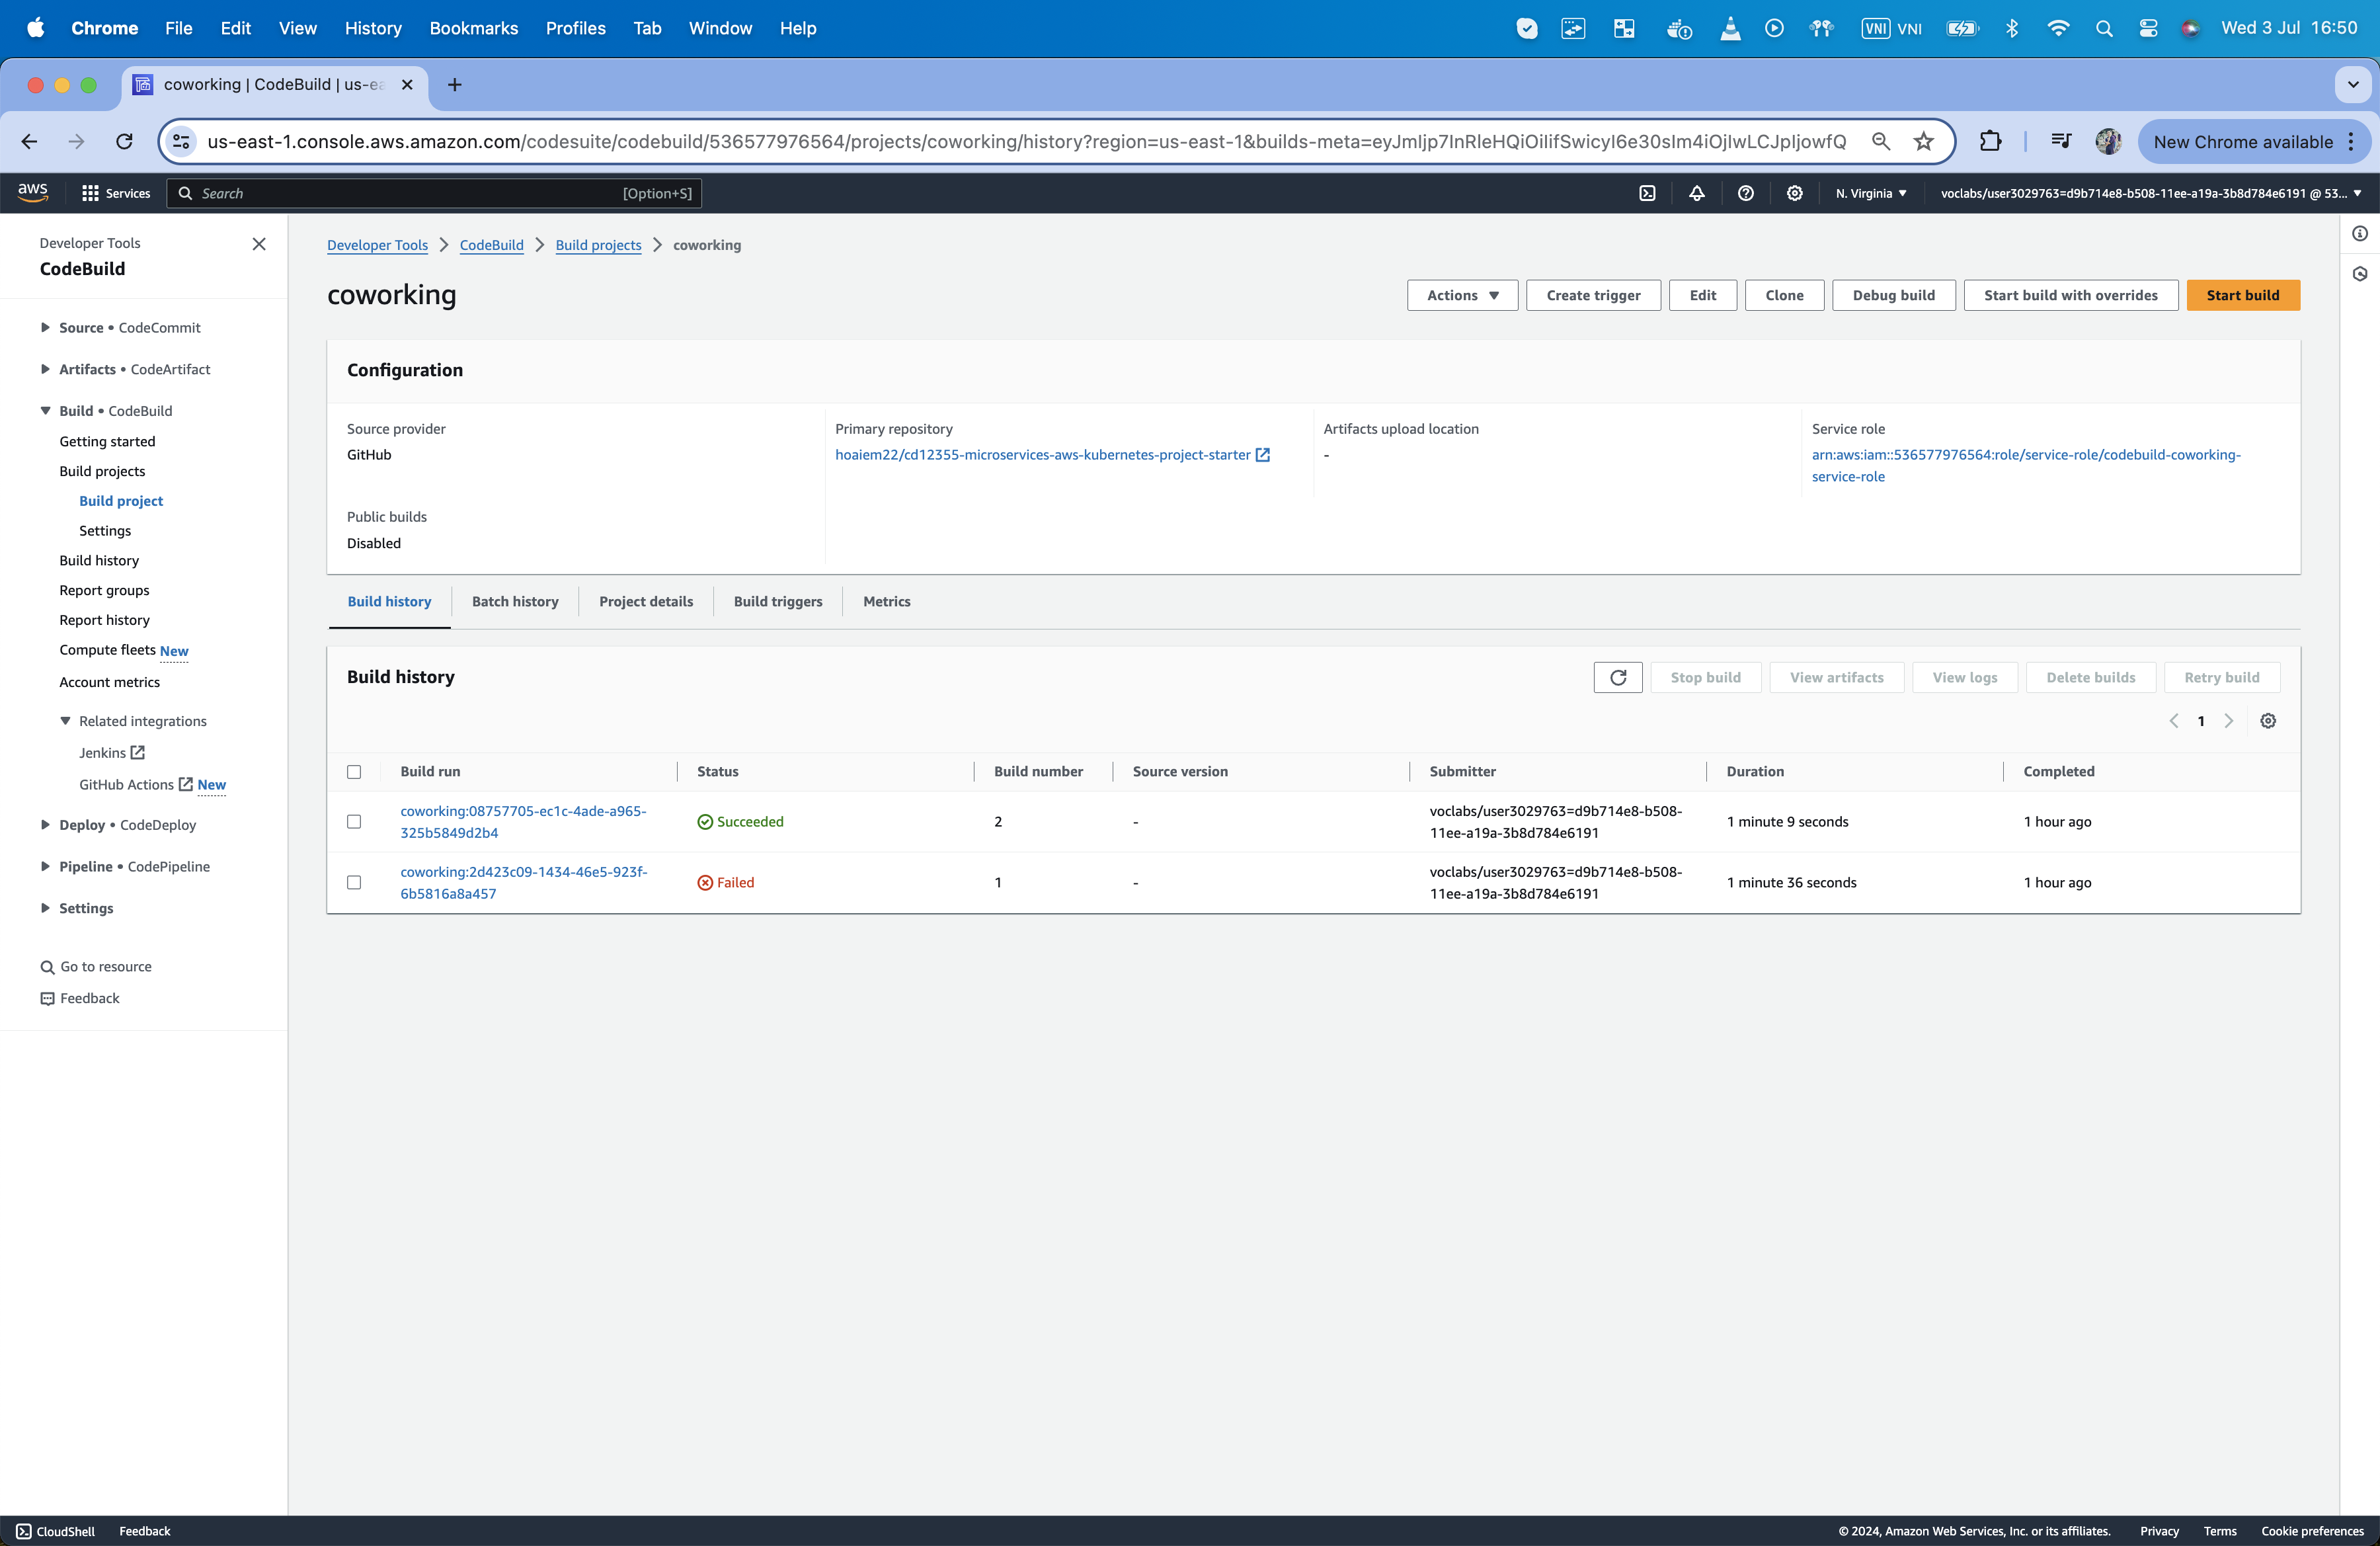 Chrome File Edit View History Bookmarks Profiles Tab Window Help VNI VNI Wed 3 Jul 16:50
coworking | CodeBuild | us-ea
us-east-1.console.aws.amazon.com/codesuite/codebuild/536577976564/projects/coworking/history?region=us-east-1&builds-meta=eyJmIjp7InRleHQiOiIifSwicyI6e30sIm4iOjIwLCJpIjowfQ New Chrome available
aws Services Search [Option+S] N. Virginia voclabs/user3029763=d9b714e8-b508-11ee-a19a-3b8d784e6191 @ 53...
Developer Tools
CodeBuild
Source • CodeCommit
Artifacts • CodeArtifact
Build • CodeBuild
Getting started
Build projects
Build project
Settings
Build history
Report groups
Report history
Compute fleets New
Account metrics
Related integrations
Jenkins
GitHub Actions New
Deploy • CodeDeploy
Pipeline • CodePipeline
Settings
Go to resource
Feedback
Developer Tools CodeBuild Build projects coworking
coworking
Actions Create trigger Edit Clone Debug build Start build with overrides Start build
Configuration
Source provider
GitHub
Primary repository
hoaiem22/cd12355-microservices-aws-kubernetes-project-starter
Artifacts upload location
-
Service role
arn:aws:iam::536577976564:role/service-role/codebuild-coworking-
service-role
Public builds
Disabled
Build history Batch history Project details Build triggers Metrics
Build history
Stop build View artifacts View logs Delete builds Retry build
1
Build run Status Build number Source version Submitter Duration Completed
coworking:08757705-ec1c-4ade-a965-
325b5849d2b4
Succeeded
2
-
voclabs/user3029763=d9b714e8-b508-
11ee-a19a-3b8d784e6191
1 minute 9 seconds
1 hour ago
coworking:2d423c09-1434-46e5-923f-
6b5816a8a457
Failed
1
-
voclabs/user3029763=d9b714e8-b508-
11ee-a19a-3b8d784e6191
1 minute 36 seconds
1 hour ago
CloudShell Feedback © 2024, Amazon Web Services, Inc. or its affiliates. Privacy Terms Cookie preferences